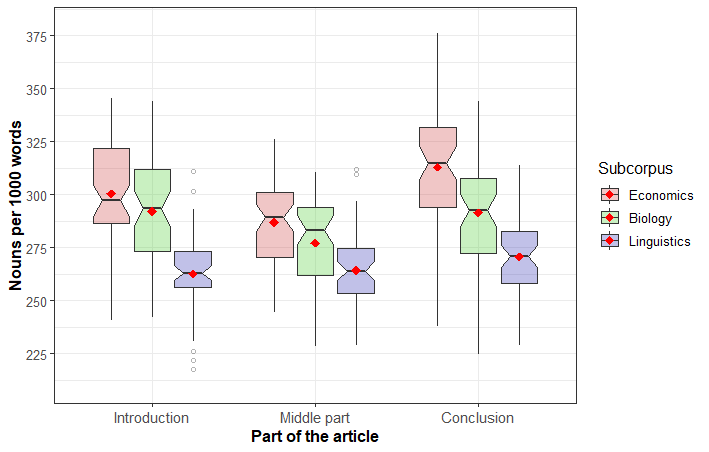 Nouns per 1000 words
375
350
325
300
275
250
225
Introduction
Middle part
Conclusion
Part of the article
Subcorpus
Economics
Biology
Linguistics